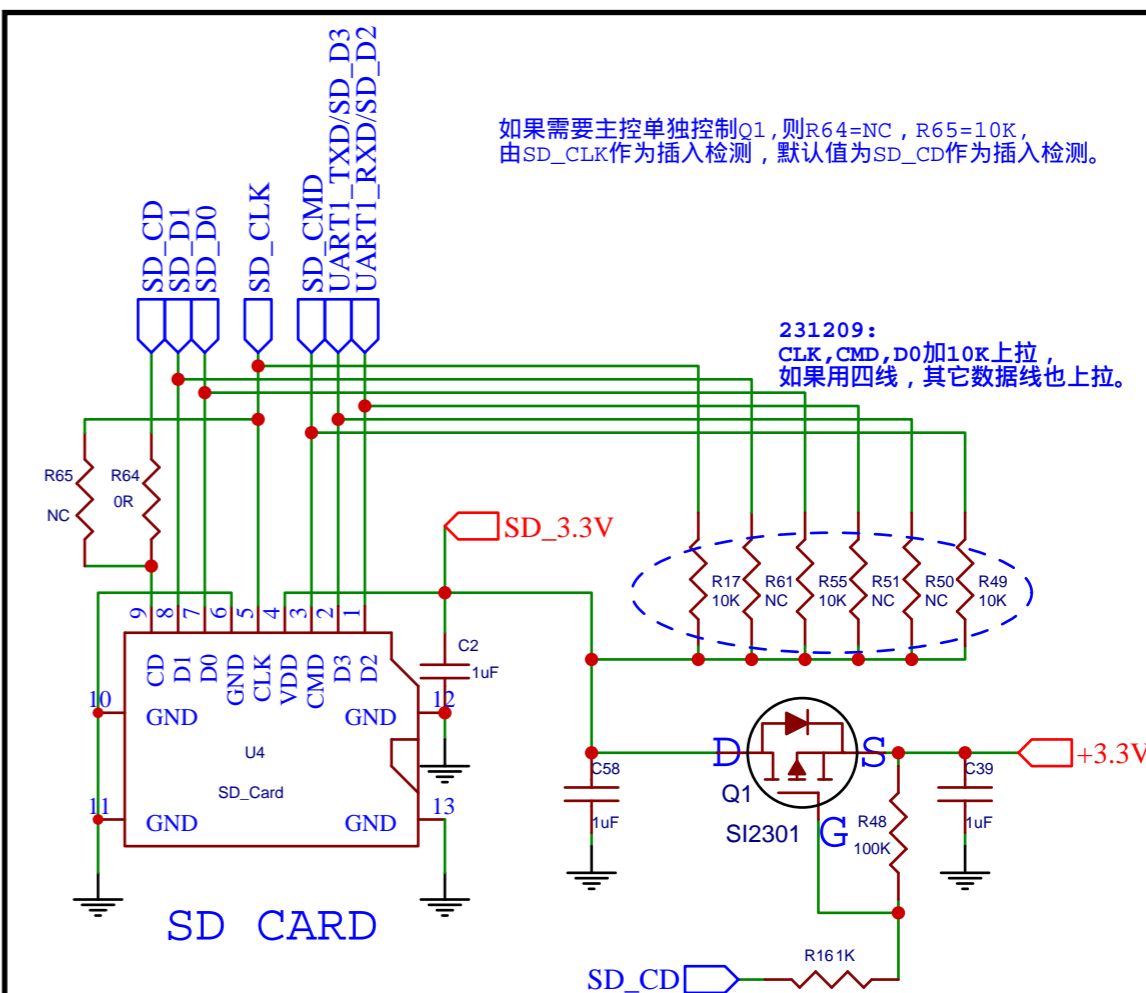 UART1_TXD/SD_D3
UART1_RXD/SD_D2
如果需要主控单独控制Q1,则R64=NC，R65=10K,
由SD_CLK作为插入检测，默认值为SD_CD作为插入检测。
SD_CD
SD_D1
SD_D0
SD_CLK
SD_CMD
231209:
CLK,CMD,D0加10K上拉，
如果用四线，其它数据线也上拉。
R65
NC
R64
0R
SD_3.3V
R17
10K
R61
NC
R55
10K
R51
NC
R50
NC
R49
10K
9
8
7
6
5
4
3
2
1
CD
D1
D0
GND
CLK
VDD
CMD
D3
D2
C2
1uF
10
GND
GND
12
U4
SD_Card
11
GND
GND
13
C58
1uF
D
S
G
Q1
SI2301
R48
100K
C39
1uF
+3.3V
SD CARD
SD_CD
R16 1K